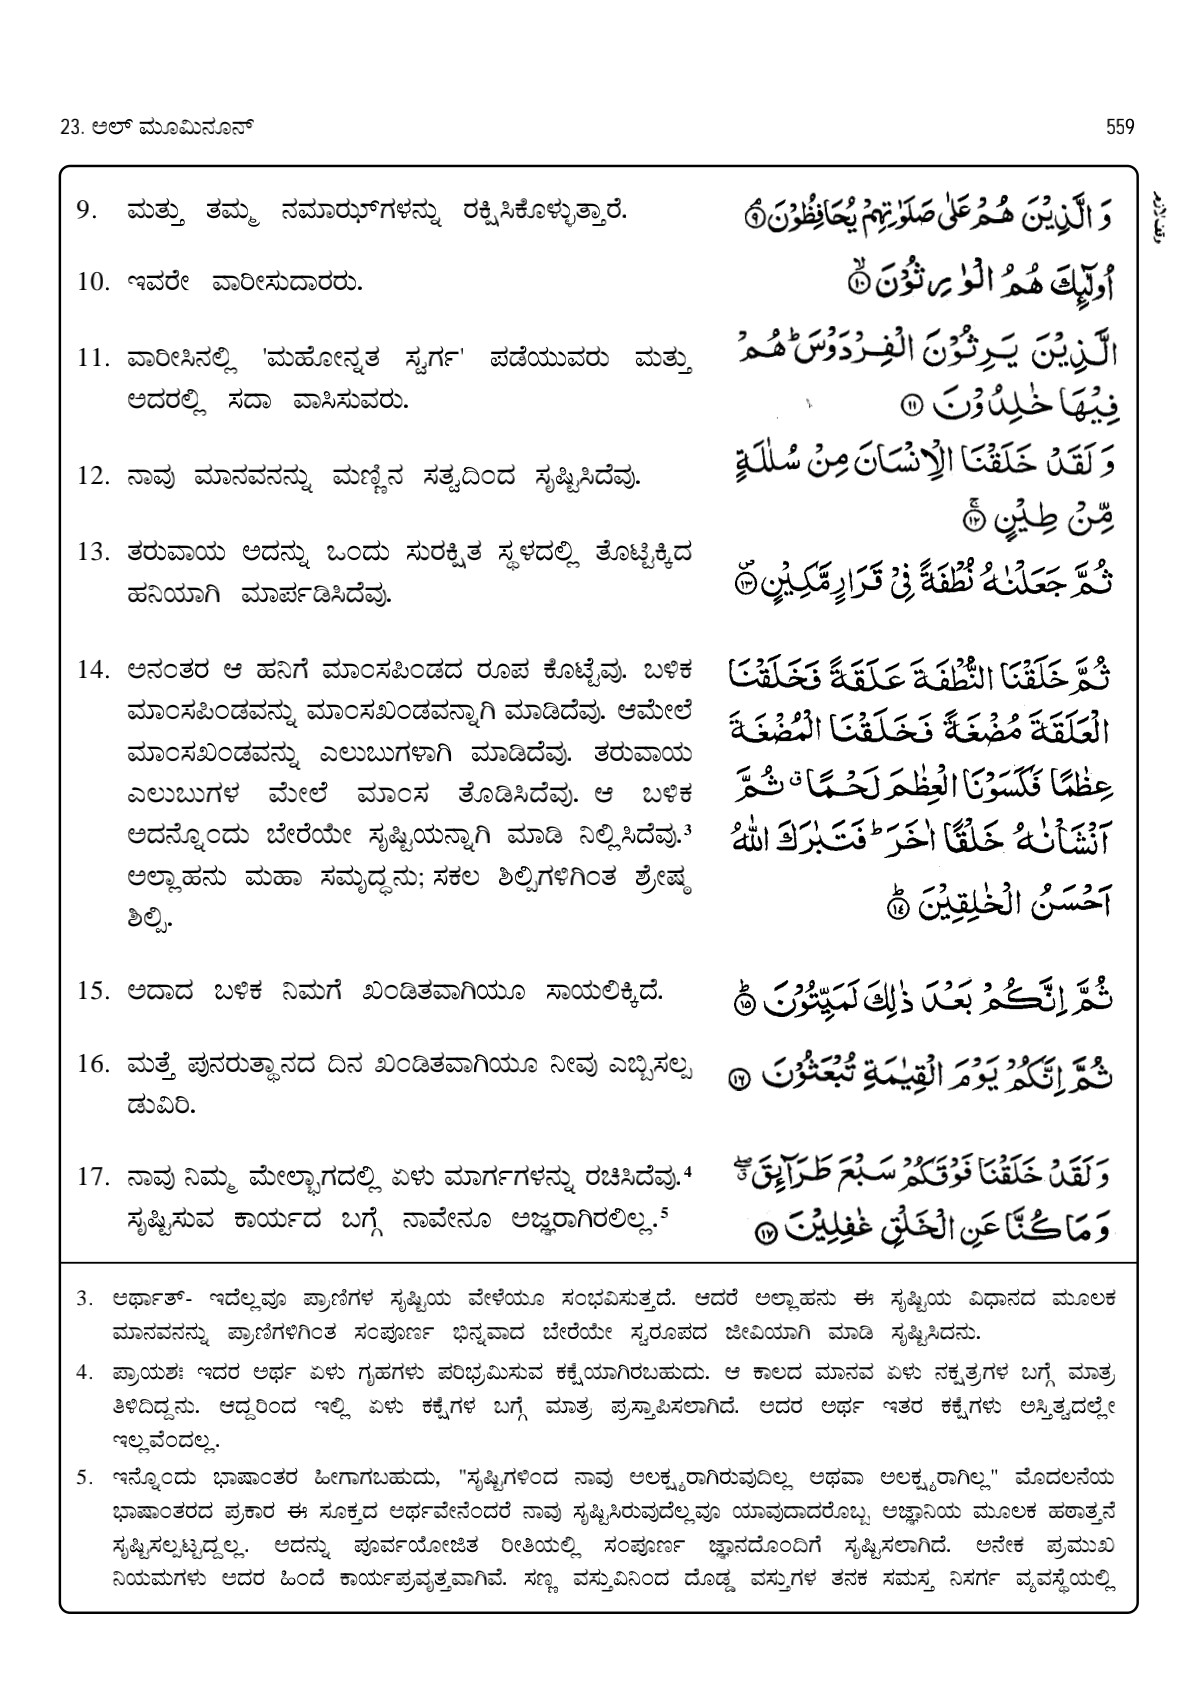 23. ಅಲ್ ಮೂಮಿನೂನ್
559
وقف لازم
9. ಮತ್ತು ತಮ್ಮ ನಮಾಝ್‌ಗಳನ್ನು ರಕ್ಷಿಸಿಕೊಳ್ಳುತ್ತಾರೆ.
وَالَّذِيْنَ هُمْ عَلٰى صَلَوٰتِهِمْ يُحَافِظُوْنَ ۝٩
10. ಇವರೇ ವಾರೀಸುದಾರರು.
اُولٰٓئِكَ هُمُ الْوٰرِثُوْنَ ۝١٠ۙ
11. ವಾರೀಸಿನಲ್ಲಿ 'ಮಹೋನ್ನತ ಸ್ವರ್ಗ' ಪಡೆಯುವರು ಮತ್ತು
ಅದರಲ್ಲಿ ಸದಾ ವಾಸಿಸುವರು.
الَّذِيْنَ يَرِثُوْنَ الْفِرْدَوْسَ ؕ هُمْ
فِيْهَا خٰلِدُوْنَ ۝١١
12. ನಾವು ಮಾನವನನ್ನು ಮಣ್ಣಿನ ಸತ್ವದಿಂದ ಸೃಷ್ಟಿಸಿದೆವು.
وَلَقَدْ خَلَقْنَا الْاِنْسَانَ مِنْ سُلٰلَةٍ
مِّنْ طِيْنٍ ۝١٢ۚ
13. ತರುವಾಯ ಅದನ್ನು ಒಂದು ಸುರಕ್ಷಿತ ಸ್ಥಳದಲ್ಲಿ ತೊಟ್ಟಿಕ್ಕಿದ
ಹನಿಯಾಗಿ ಮಾರ್ಪಡಿಸಿದೆವು.
ثُمَّ جَعَلْنٰهُ نُطْفَةً فِىْ قَرَارٍ مَّكِيْنٍ ۝١٣
14. ಅನಂತರ ಆ ಹನಿಗೆ ಮಾಂಸಪಿಂಡದ ರೂಪ ಕೊಟ್ಟೆವು. ಬಳಿಕ
ಮಾಂಸಪಿಂಡವನ್ನು ಮಾಂಸಖಂಡವನ್ನಾಗಿ ಮಾಡಿದೆವು. ಆಮೇಲೆ
ಮಾಂಸಖಂಡವನ್ನು ಎಲುಬುಗಳಾಗಿ ಮಾಡಿದೆವು. ತರುವಾಯ
ಎಲುಬುಗಳ ಮೇಲೆ ಮಾಂಸ ತೊಡಿಸಿದೆವು. ಆ ಬಳಿಕ
ಅದನ್ನೊಂದು ಬೇರೆಯೇ ಸೃಷ್ಟಿಯನ್ನಾಗಿ ಮಾಡಿ ನಿಲ್ಲಿಸಿದೆವು.³
ಅಲ್ಲಾಹನು ಮಹಾ ಸಮೃದ್ಧನು; ಸಕಲ ಶಿಲ್ಪಿಗಳಿಗಿಂತ ಶ್ರೇಷ್ಠ
ಶಿಲ್ಪಿ.
ثُمَّ خَلَقْنَا النُّطْفَةَ عَلَقَةً فَخَلَقْنَا
الْعَلَقَةَ مُضْغَةً فَخَلَقْنَا الْمُضْغَةَ
عِظٰمًا فَكَسَوْنَا الْعِظٰمَ لَحْمًا ۗ ثُمَّ
اَنْشَاْنٰهُ خَلْقًا اٰخَرَ ؕ فَتَبٰرَكَ اللّٰهُ
اَحْسَنُ الْخٰلِقِيْنَ ۝١٤ؕ
15. ಅದಾದ ಬಳಿಕ ನಿಮಗೆ ಖಂಡಿತವಾಗಿಯೂ ಸಾಯಲಿಕ್ಕಿದೆ.
ثُمَّ اِنَّكُمْ بَعْدَ ذٰلِكَ لَمَيِّتُوْنَ ۝١٥ؕ
16. ಮತ್ತೆ ಪುನರುತ್ಥಾನದ ದಿನ ಖಂಡಿತವಾಗಿಯೂ ನೀವು ಎಬ್ಬಿಸಲ್ಪ
ಡುವಿರಿ.
ثُمَّ اِنَّكُمْ يَوْمَ الْقِيٰمَةِ تُبْعَثُوْنَ ۝١٦
17. ನಾವು ನಿಮ್ಮ ಮೇಲ್ಭಾಗದಲ್ಲಿ ಏಳು ಮಾರ್ಗಗಳನ್ನು ರಚಿಸಿದೆವು.⁴
ಸೃಷ್ಟಿಸುವ ಕಾರ್ಯದ ಬಗ್ಗೆ ನಾವೇನೂ ಅಜ್ಞರಾಗಿರಲಿಲ್ಲ.⁵
وَلَقَدْ خَلَقْنَا فَوْقَكُمْ سَبْعَ طَرَآئِقَ ۖ
وَمَا كُنَّا عَنِ الْخَلْقِ غٰفِلِيْنَ ۝١٧
3. ಅರ್ಥಾತ್- ಇದೆಲ್ಲವೂ ಪ್ರಾಣಿಗಳ ಸೃಷ್ಟಿಯ ವೇಳೆಯೂ ಸಂಭವಿಸುತ್ತದೆ. ಆದರೆ ಅಲ್ಲಾಹನು ಈ ಸೃಷ್ಟಿಯ ವಿಧಾನದ ಮೂಲಕ
ಮಾನವನನ್ನು ಪ್ರಾಣಿಗಳಿಗಿಂತ ಸಂಪೂರ್ಣ ಭಿನ್ನವಾದ ಬೇರೆಯೇ ಸ್ವರೂಪದ ಜೀವಿಯಾಗಿ ಮಾಡಿ ಸೃಷ್ಟಿಸಿದನು.
4. ಪ್ರಾಯಶಃ ಇದರ ಅರ್ಥ ಏಳು ಗೃಹಗಳು ಪರಿಭ್ರಮಿಸುವ ಕಕ್ಷೆಯಾಗಿರಬಹುದು. ಆ ಕಾಲದ ಮಾನವ ಏಳು ನಕ್ಷತ್ರಗಳ ಬಗ್ಗೆ ಮಾತ್ರ
ತಿಳಿದಿದ್ದನು. ಆದ್ದರಿಂದ ಇಲ್ಲಿ ಏಳು ಕಕ್ಷೆಗಳ ಬಗ್ಗೆ ಮಾತ್ರ ಪ್ರಸ್ತಾಪಿಸಲಾಗಿದೆ. ಅದರ ಅರ್ಥ ಇತರ ಕಕ್ಷೆಗಳು ಅಸ್ತಿತ್ವದಲ್ಲೇ
ಇಲ್ಲವೆಂದಲ್ಲ.
5. ಇನ್ನೊಂದು ಭಾಷಾಂತರ ಹೀಗಾಗಬಹುದು, "ಸೃಷ್ಟಿಗಳಿಂದ ನಾವು ಅಲಕ್ಷ್ಯರಾಗಿರುವುದಿಲ್ಲ ಅಥವಾ ಅಲಕ್ಷ್ಯರಾಗಿಲ್ಲ" ಮೊದಲನೆಯ
ಭಾಷಾಂತರದ ಪ್ರಕಾರ ಈ ಸೂಕ್ತದ ಅರ್ಥವೇನೆಂದರೆ ನಾವು ಸೃಷ್ಟಿಸಿರುವುದೆಲ್ಲವೂ ಯಾವುದಾದರೊಬ್ಬ ಅಜ್ಞಾನಿಯ ಮೂಲಕ ಹಠಾತ್ತನೆ
ಸೃಷ್ಟಿಸಲ್ಪಟ್ಟದ್ದಲ್ಲ. ಅದನ್ನು ಪೂರ್ವಯೋಜಿತ ರೀತಿಯಲ್ಲಿ ಸಂಪೂರ್ಣ ಜ್ಞಾನದೊಂದಿಗೆ ಸೃಷ್ಟಿಸಲಾಗಿದೆ. ಅನೇಕ ಪ್ರಮುಖ
ನಿಯಮಗಳು ಅದರ ಹಿಂದೆ ಕಾರ್ಯಪ್ರವೃತ್ತವಾಗಿವೆ. ಸಣ್ಣ ವಸ್ತುವಿನಿಂದ ದೊಡ್ಡ ವಸ್ತುಗಳ ತನಕ ಸಮಸ್ತ ನಿಸರ್ಗ ವ್ಯವಸ್ಥೆಯಲ್ಲಿ